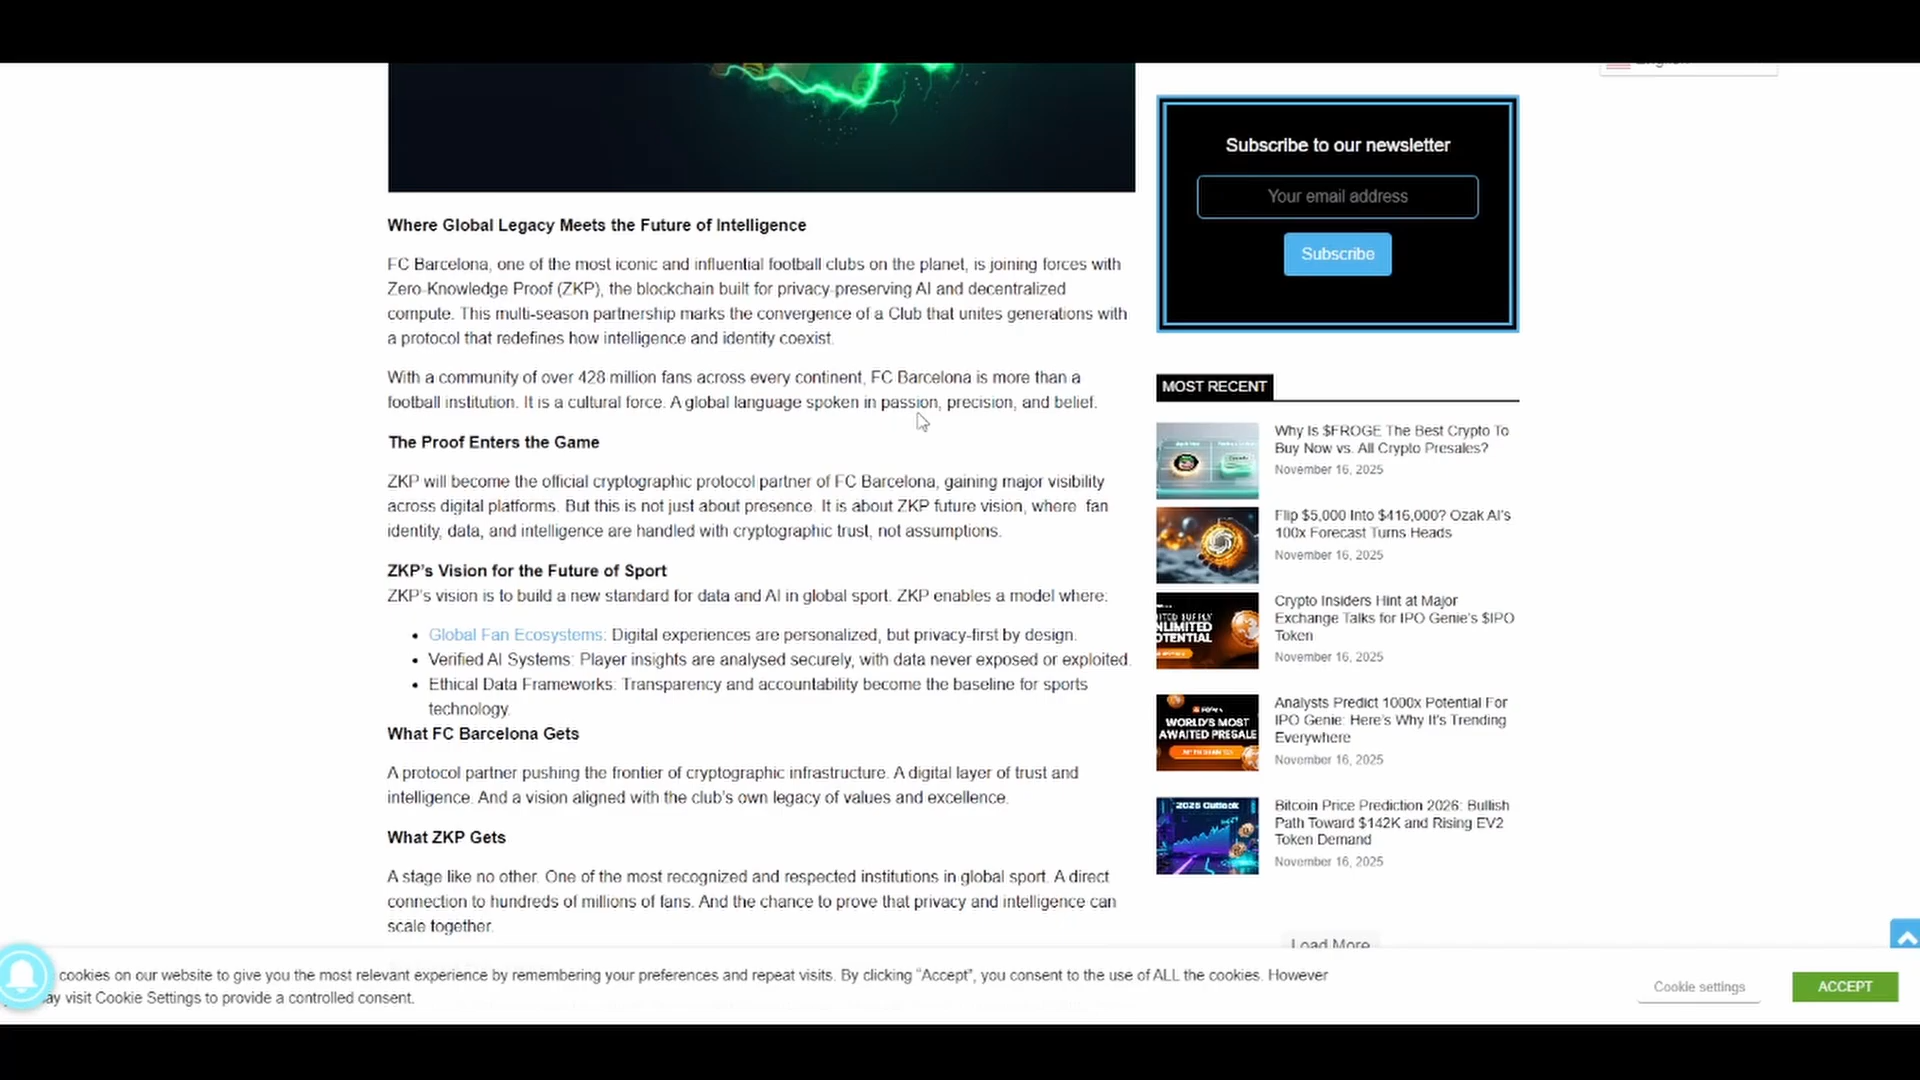 Where Global Legacy Meets the Future of Intelligence
FC Barcelona, one of the most iconic and influential football clubs on the planet, is joining forces with
Zero-Knowledge Proof (ZKP), the blockchain built for privacy-preserving AI and decentralized
compute. This multi-season partnership marks the convergence of a Club that unites generations with
a protocol that redefines how intelligence and identity coexist.
With a community of over 428 million fans across every continent, FC Barcelona is more than a
football institution. It is a cultural force. A global language spoken in passion, precision, and belief.
The Proof Enters the Game
ZKP will become the official cryptographic protocol partner of FC Barcelona, gaining major visibility
across digital platforms. But this is not just about presence. It is about ZKP future vision, where fan
identity, data, and intelligence are handled with cryptographic trust, not assumptions.
ZKP's Vision for the Future of Sport
ZKP's vision is to build a new standard for data and AI in global sport. ZKP enables a model where:
• Global Fan Ecosystems: Digital experiences are personalized, but privacy-first by design.
• Verified AI Systems: Player insights are analysed securely, with data never exposed or exploited.
• Ethical Data Frameworks: Transparency and accountability become the baseline for sports
technology.
What FC Barcelona Gets
A protocol partner pushing the frontier of cryptographic infrastructure. A digital layer of trust and
intelligence. And a vision aligned with the club's own legacy of values and excellence.
What ZKP Gets
A stage like no other. One of the most recognized and respected institutions in global sport. A direct
connection to hundreds of millions of fans. And the chance to prove that privacy and intelligence can
scale together.
Subscribe to our newsletter
Your email address
Subscribe
MOST RECENT
Why Is $FROGE The Best Crypto To
Buy Now vs. All Crypto Presales?
November 16, 2025
Flip $5,000 Into $416,000? Ozak AI's
100x Forecast Turns Heads
November 16, 2025
UNLIMITED
POTENTIAL
Crypto Insiders Hint at Major
Exchange Talks for IPO Genie's $IPO
Token
November 16, 2025
WORLD'S MOST
AWAITED PRESALE
Analysts Predict 1000x Potential For
IPO Genie: Here's Why It's Trending
Everywhere
November 16, 2025
2026 Outlook
Bitcoin Price Prediction 2026: Bullish
Path Toward $142K and Rising EV2
Token Demand
November 16, 2025
Load More
cookies on our website to give you the most relevant experience by remembering your preferences and repeat visits. By clicking “Accept”, you consent to the use of ALL the cookies. However
ay visit Cookie Settings to provide a controlled consent.
Cookie settings
ACCEPT